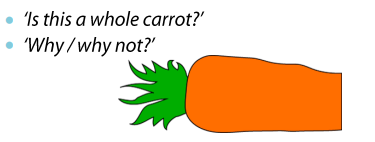 • ‘Is this a whole carrot?’
• ‘Why / why not?’